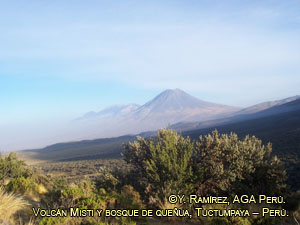 ©Y. Ramírez, AGA Perú.
Volcán Misti y bosque de queñua, Tuctumpaya – Perú.